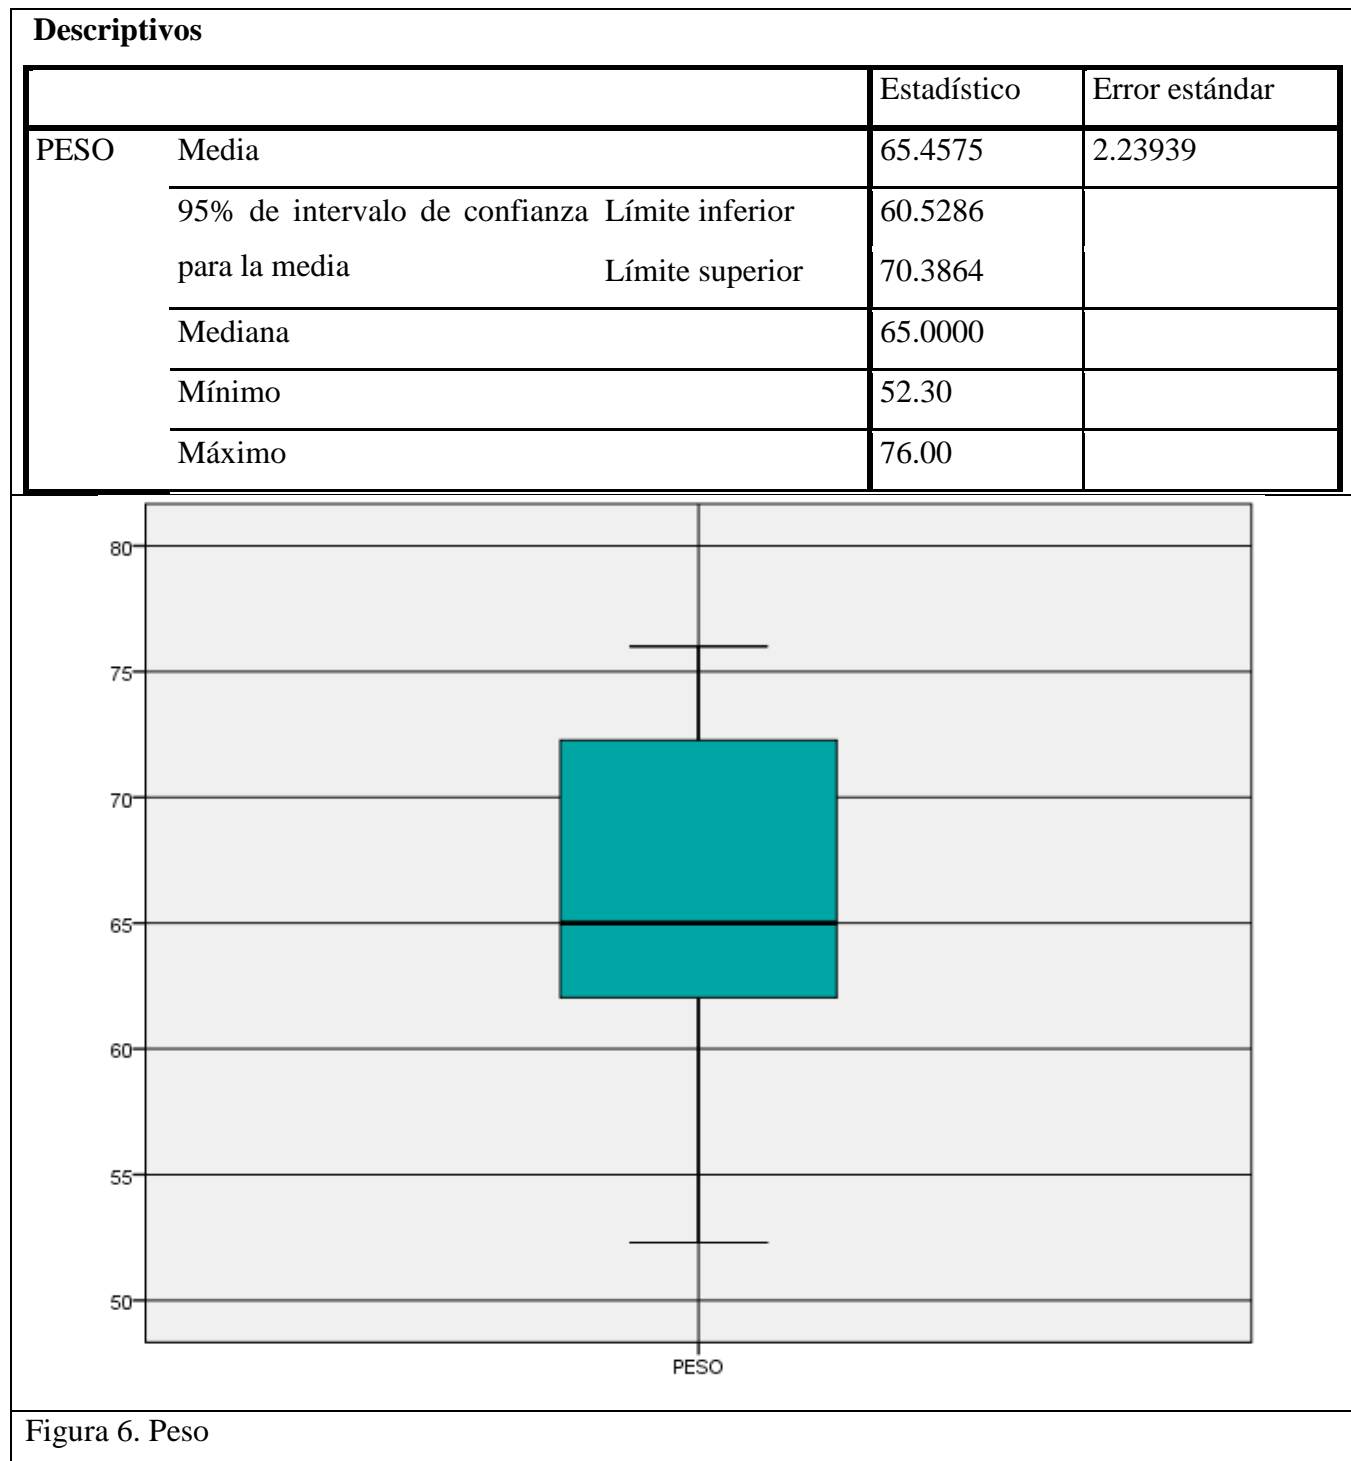 Descriptivos
Estadístico Error estándar
PESO Media 65.4575 2.23939
95% de intervalo de confianza Límite inferior 60.5286
para la media Límite superior 70.3864
Mediana 65.0000
Mínimo 52.30
Máximo 76.00
80
75
70
65
60
55
50
PESO
Figura 6. Peso